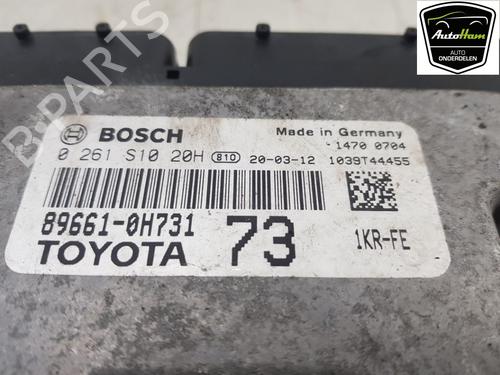 AutoHam
AUTO
ONDERDELEN
B-PARTS
BOSCH
Made in Germany
1470 0704
0 261 S10 20H 810 20-03-12 1039T44455
89661-0H731
TOYOTA
73
1KR-FE